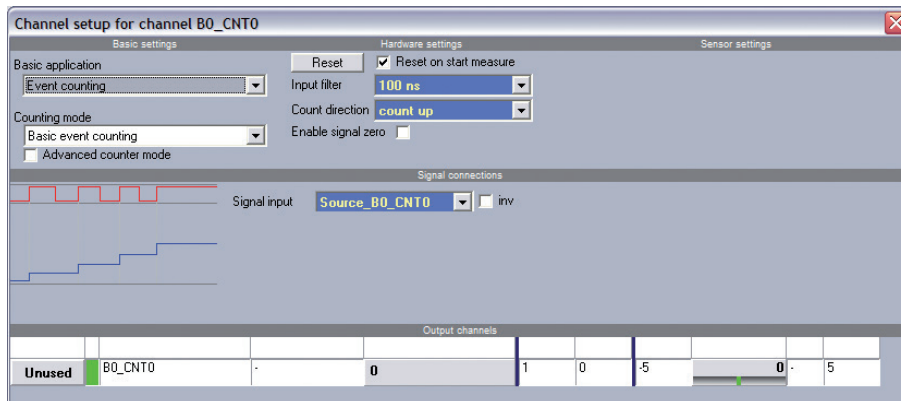 Channel setup for channel B0_CNT0
Basic settings
Hardware settings
Sensor settings
Basic application
Event counting
Counting mode
Basic event counting
Advanced counter mode
Reset
Reset on start measure
Input filter
100 ns
Count direction
count up
Enable signal zero
Signal connections
Signal input
Source_B0_CNT0
inv
Output channels
Unused
B0_CNT0
-
0
1
0
-5
0
-
5